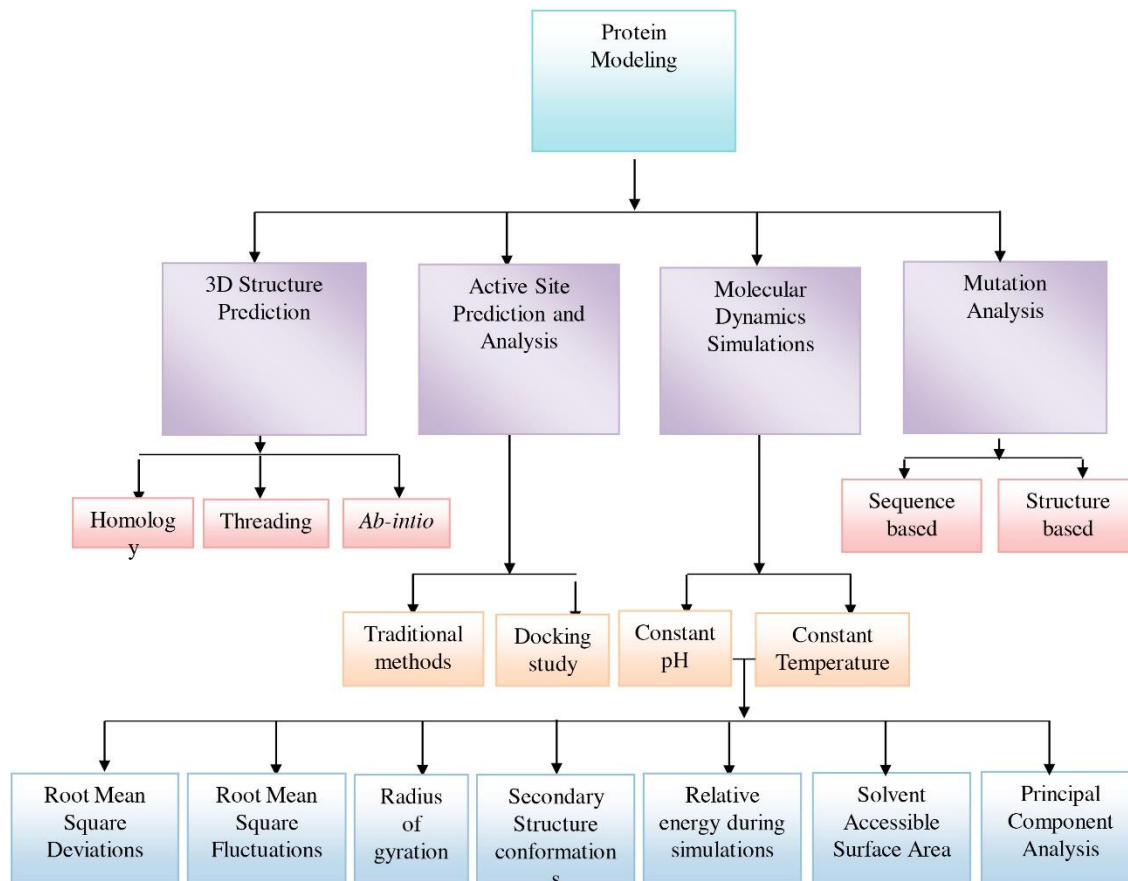 Protein
Modeling
3D Structure
Prediction
Active Site
Prediction and
Analysis
Molecular
Dynamics
Simulations
Mutation
Analysis
Homolog
y
Threading
Ab-intio
Sequence
based
Structure
based
Traditional
methods
Docking
study
Constant
pH
Constant
Temperature
Root Mean
Square
Deviations
Root Mean
Square
Fluctuations
Radius
of
gyration
Secondary
Structure
conformation
s
Relative
energy during
simulations
Solvent
Accessible
Surface Area
Principal
Component
Analysis